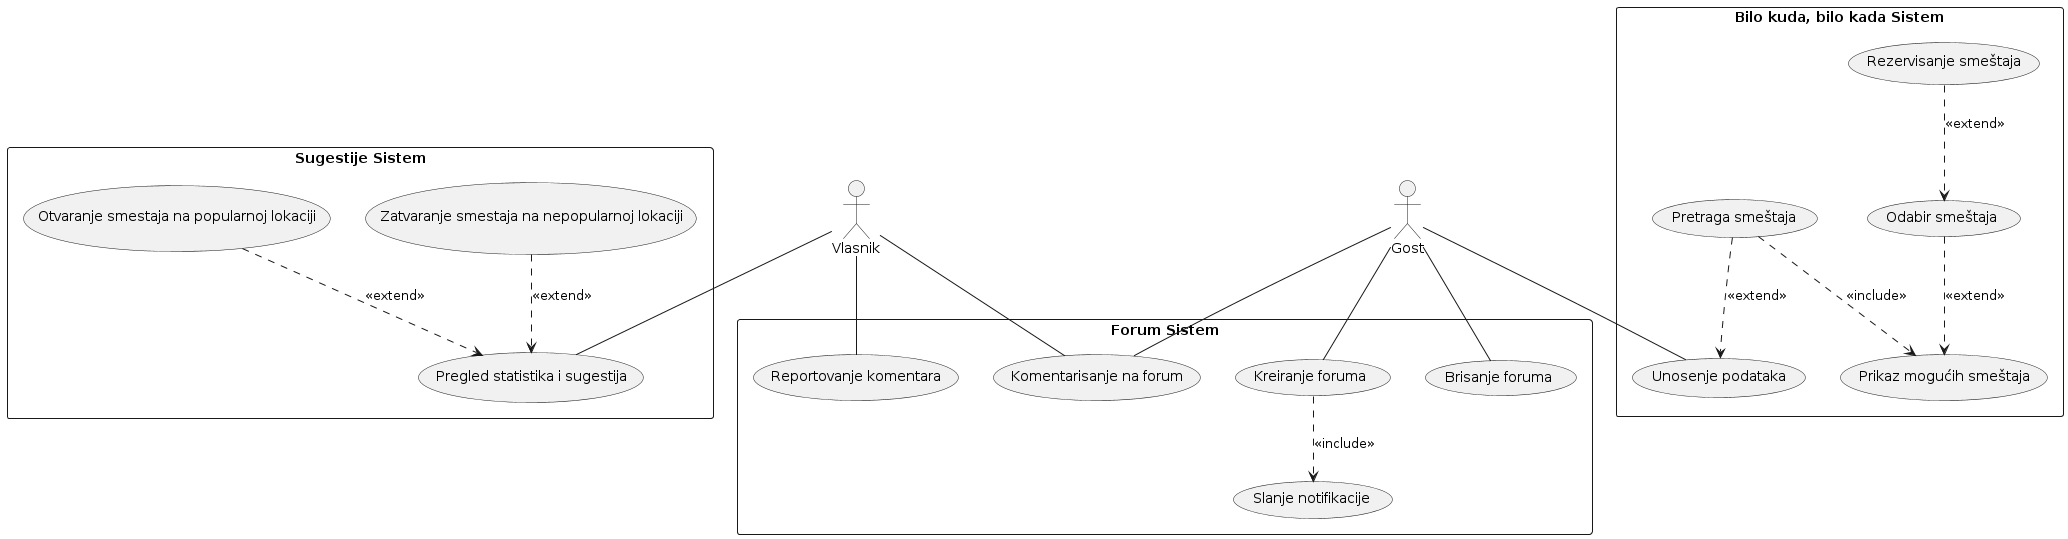 Bilo kuda, bilo kada Sistem
Rezervisanje smeštaja
«extend»
Sugestije Sistem
Otvaranje smestaja na popularnoj lokaciji
Zatvaranje smestaja na nepopularnoj lokaciji
Vlasnik
Gost
Pretraga smeštaja
Odabir smeštaja
«extend»
«extend»
«extend»
«include»
«extend»
Forum Sistem
Pregled statistika i sugestija
Reportovanje komentara
Komentarisanje na forum
Kreiranje foruma
Brisanje foruma
Unosenje podataka
Prikaz mogućih smeštaja
«include»
Slanje notifikacije